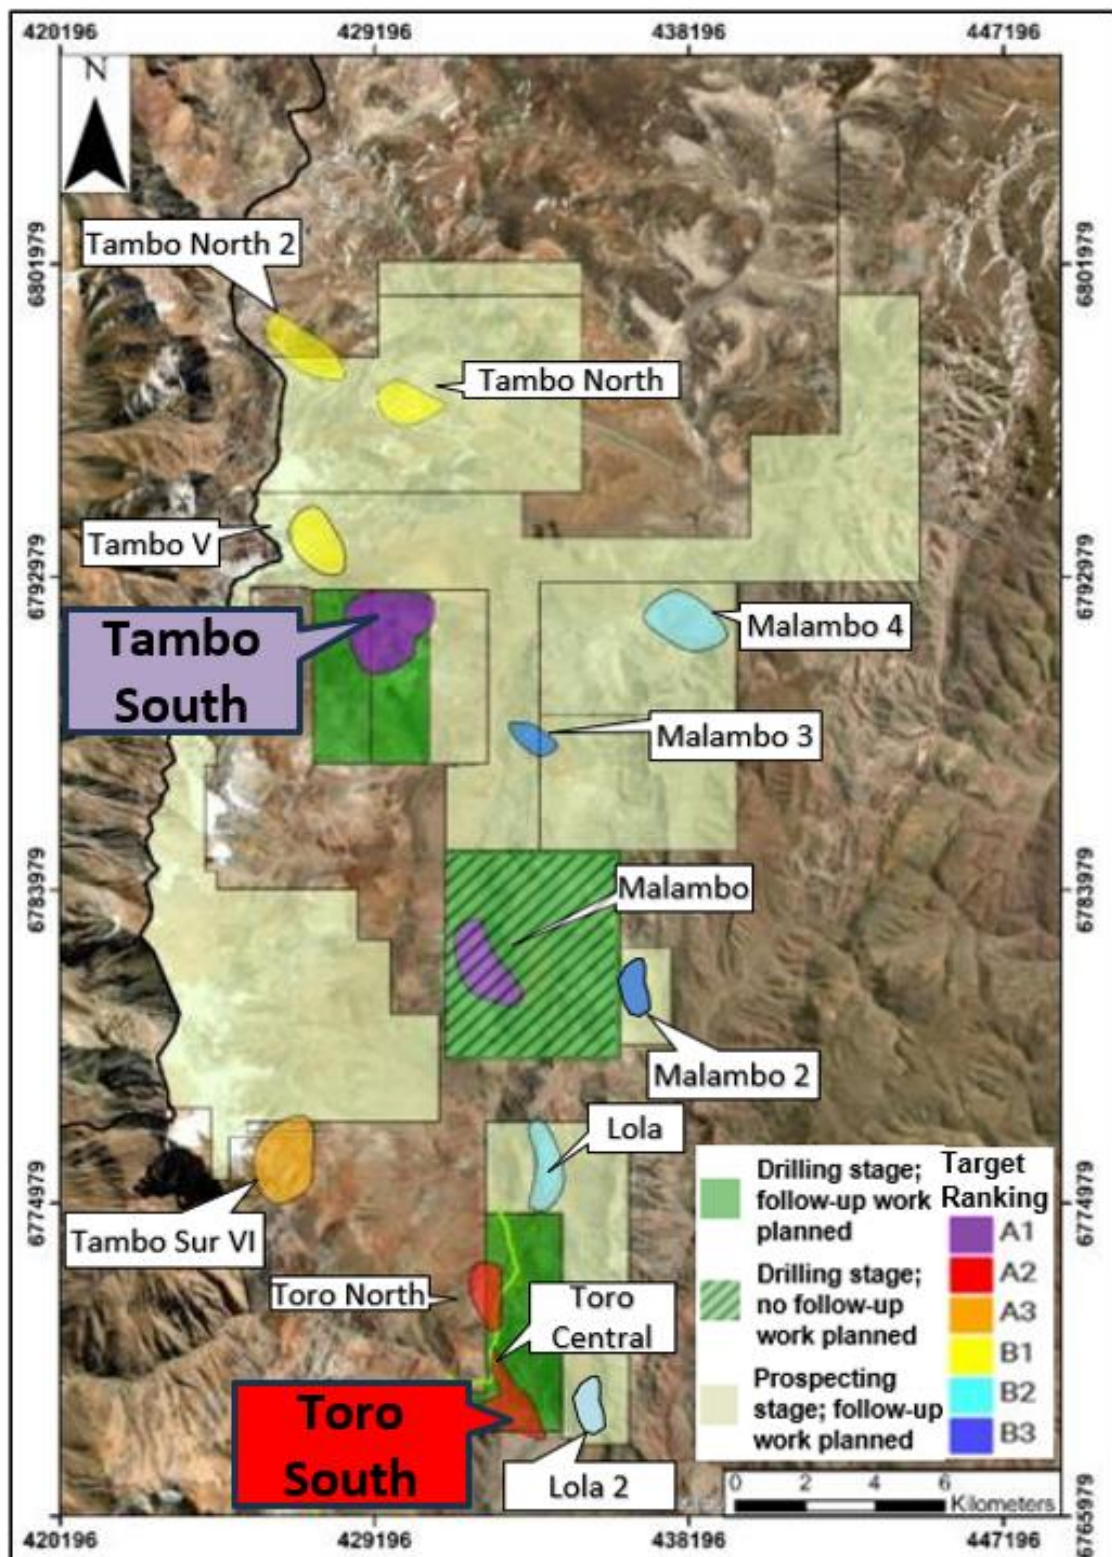 420196 429196 438196 447196
N
6801979
6801979
Tambo North 2
Tambo North
Tambo V
6792979
6792979
Tambo
South
Malambo 4
Malambo 3
6783979
6783979
Malambo
Malambo 2
Lola
6774979
6774979
Tambo Sur VI
Toro North
Toro
Central
Toro
South
Lola 2
Drilling stage;
follow-up work
planned
Drilling stage;
no follow-up
work planned
Prospecting
stage; follow-up
work planned
Target
Ranking
A1
A2
A3
B1
B2
B3
0 2 4 6
Kilometers
6765979
6765979
420196 429196 438196 447196